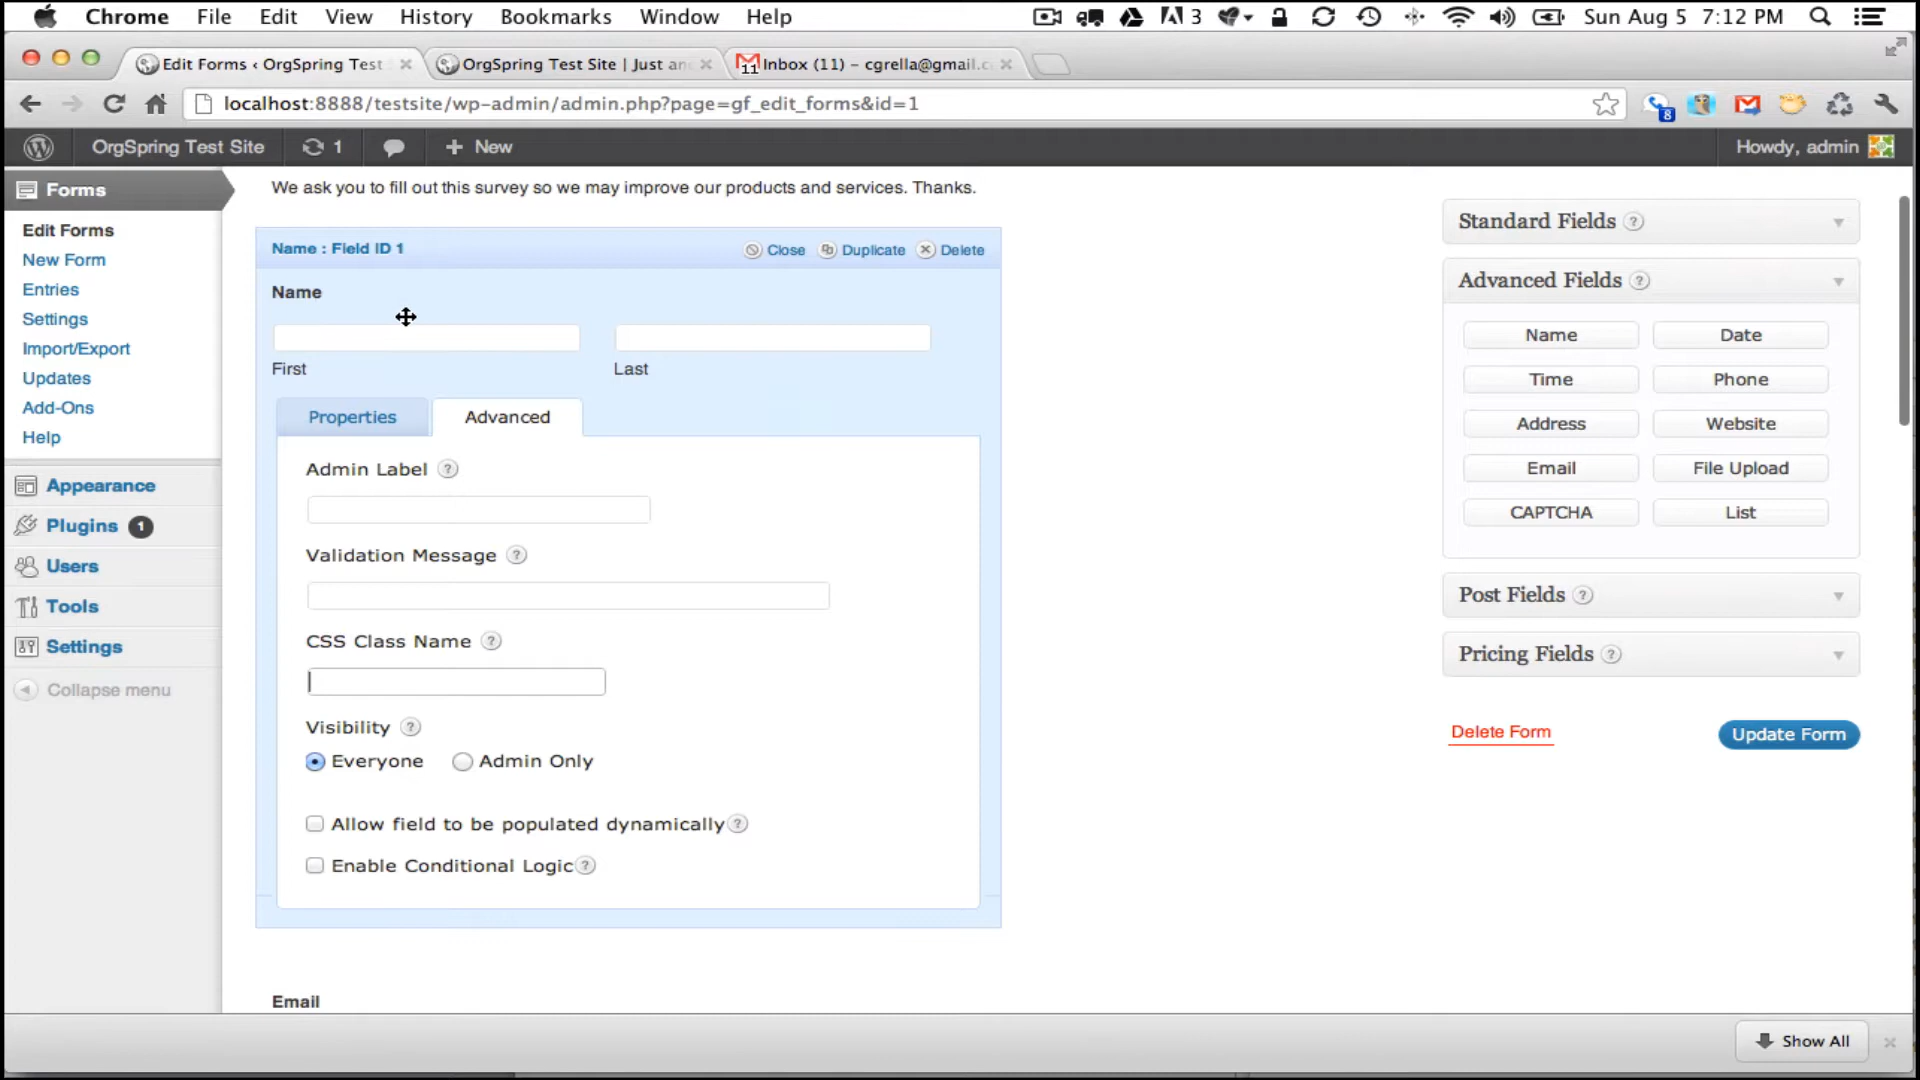 Chrome File Edit View History Bookmarks Window Help 3 Sun Aug 5 7:12 PM
Edit Forms ‹ OrgSpring Test OrgSpring Test Site | Just an 11 Inbox (11) – cgrella@gmail.c
localhost:8888/testsite/wp-admin/admin.php?page=gf_edit_forms&id=1 8
OrgSpring Test Site 1 + New Howdy, admin
Forms
Edit Forms
New Form
Entries
Settings
Import/Export
Updates
Add-Ons
Help
Appearance
Plugins 1
Users
Tools
Settings
Collapse menu
We ask you to fill out this survey so we may improve our products and services. Thanks.
Name : Field ID 1 Close Duplicate Delete
Name
First Last
Properties Advanced
Admin Label ?
Validation Message ?
CSS Class Name ?
Visibility ?
Everyone Admin Only
Allow field to be populated dynamically ?
Enable Conditional Logic ?
Email
Standard Fields ?
Advanced Fields ?
Name Date
Time Phone
Address Website
Email File Upload
CAPTCHA List
Post Fields ?
Pricing Fields ?
Delete Form Update Form
Show All